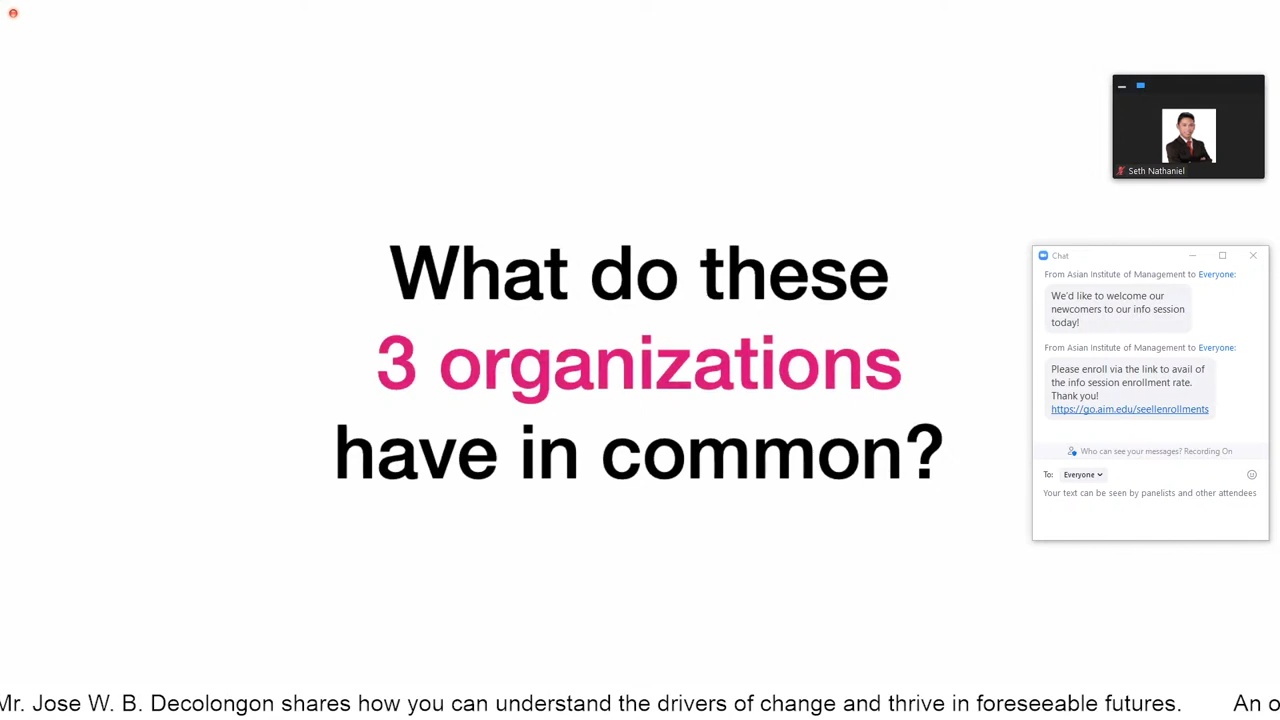 What do these
3 organizations
have in common?
Seth Nathaniel
Chat
From Asian Institute of Management to Everyone:
We'd like to welcome our
newcomers to our info session
today!
From Asian Institute of Management to Everyone:
Please enroll via the link to avail of
the info session enrollment rate.
Thank you!
https://go.aim.edu/seellenrollments
Who can see your messages? Recording On
To: Everyone
Your text can be seen by panelists and other attendees
Mr. Jose W. B. Decolongon shares how you can understand the drivers of change and thrive in foreseeable futures. An o